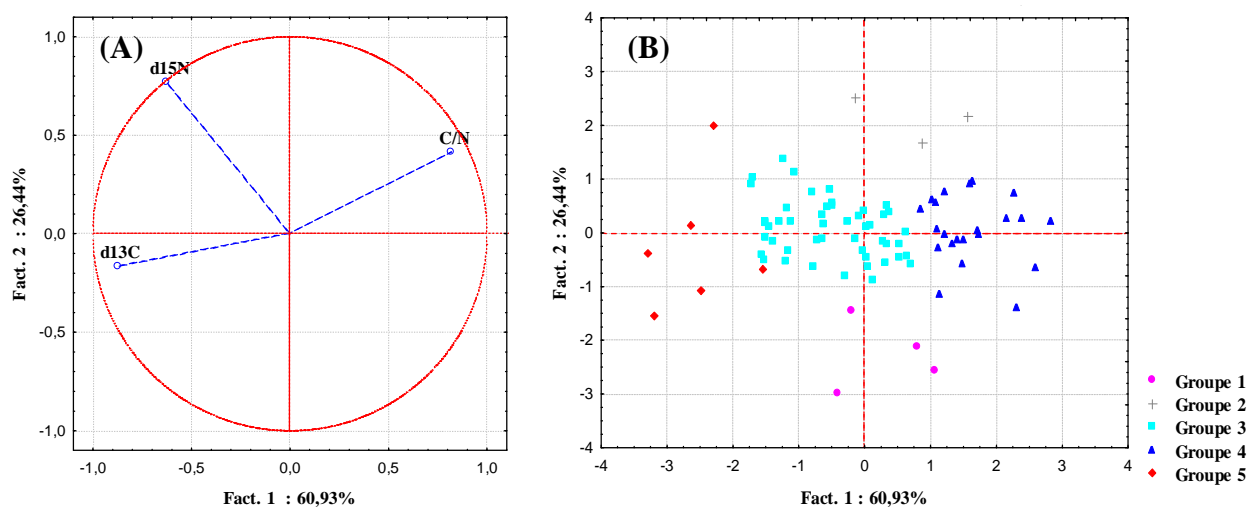 (A)
1,0
0,5
0,0
-0,5
-1,0
-1,0
-0,5
0,0
0,5
1,0
d15N
C/N
d13C
Fact. 2 : 26,44%
Fact. 1 : 60,93%
(B)
4
3
2
1
0
-1
-2
-3
-4
-4
-3
-2
-1
0
1
2
3
4
Fact. 2 : 26,44%
Fact. 1 : 60,93%
Groupe 1
Groupe 2
Groupe 3
Groupe 4
Groupe 5